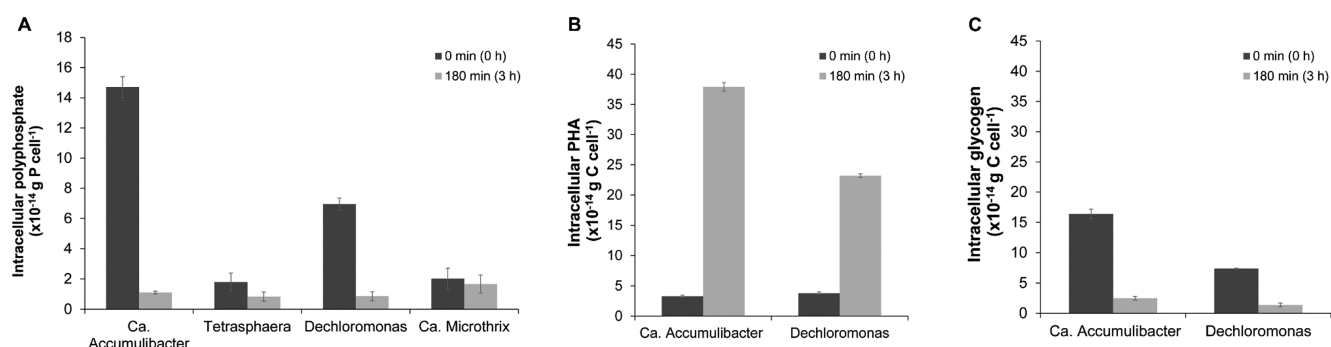 A
Intracellular polyphosphate
(x10-14 g P cell-1)
18
16
14
12
10
8
6
4
2
0
0 min (0 h)
180 min (3 h)
Ca.
Accumulibacter
Tetrasphaera
Dechloromonas
Ca. Microthrix
B
Intracellular PHA
(x10-14 g C cell-1)
45
40
35
30
25
20
15
10
5
0
0 min (0 h)
180 min (3 h)
Ca. Accumulibacter
Dechloromonas
C
Intracellular glycogen
(x10-14 g C cell-1)
45
40
35
30
25
20
15
10
5
0
0 min (0 h)
180 min (3 h)
Ca. Accumulibacter
Dechloromonas